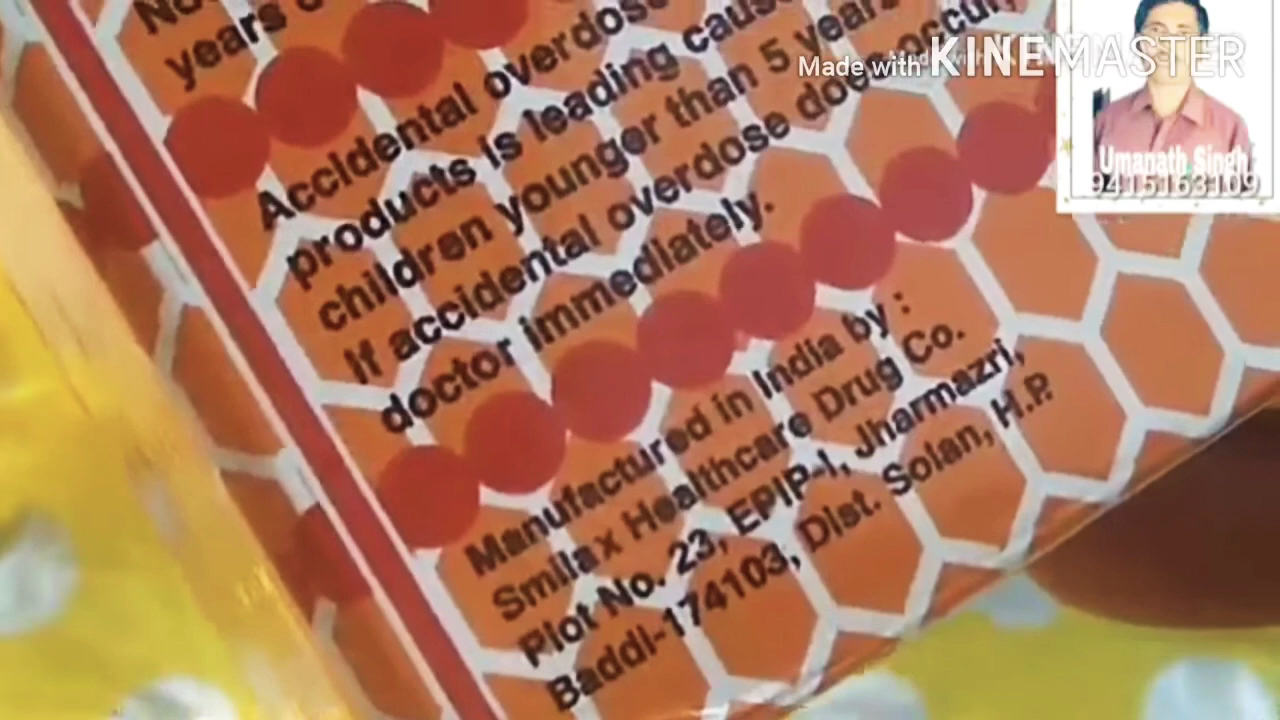 years
Accidental overdose
products is leading cause
children younger than 5 years
If accidental overdose does occur,
doctor immediately.
Manufactured in India by :
Smilax Healthcare Drug Co.
Plot No. 23, EPIP-I, Jharmazri,
Baddi-174103, Dist. Solan, H.P.
Made with KINEMASTER
Umanath Singh
9415163109